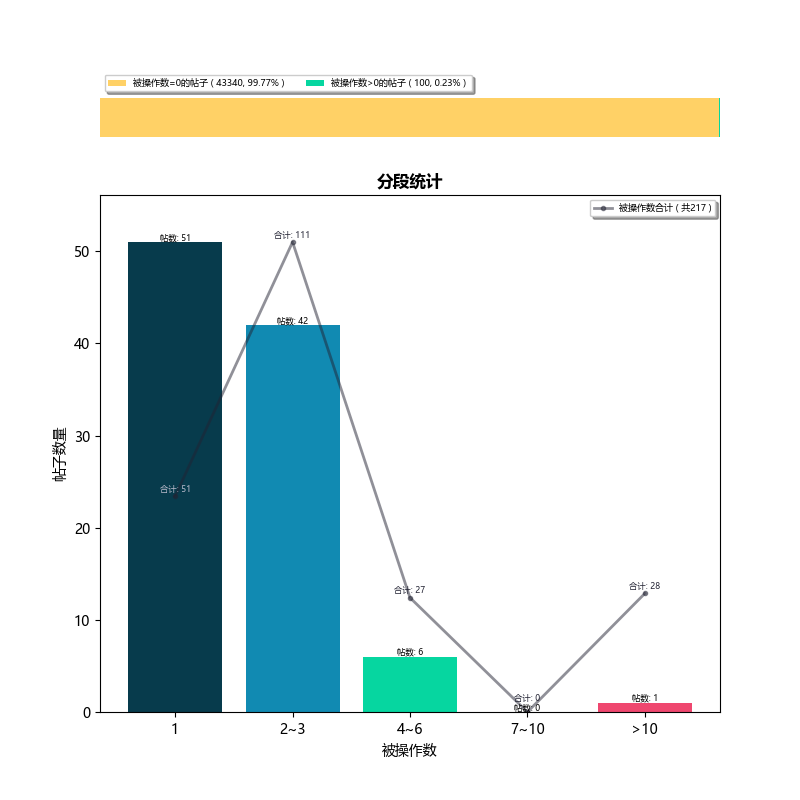 被操作数=0的帖子 ( 43340, 99.77% ) 被操作数>0的帖子 ( 100, 0.23% )
分段统计
被操作数合计 ( 共217 )
帖数: 51
合计: 111
帖数: 42
合计: 51
合计: 27
帖数: 6
合计: 0
帖数: 0
合计: 28
帖数: 1
50
40
30
20
10
0
帖子数量
1 2~3 4~6 7~10 >10
被操作数